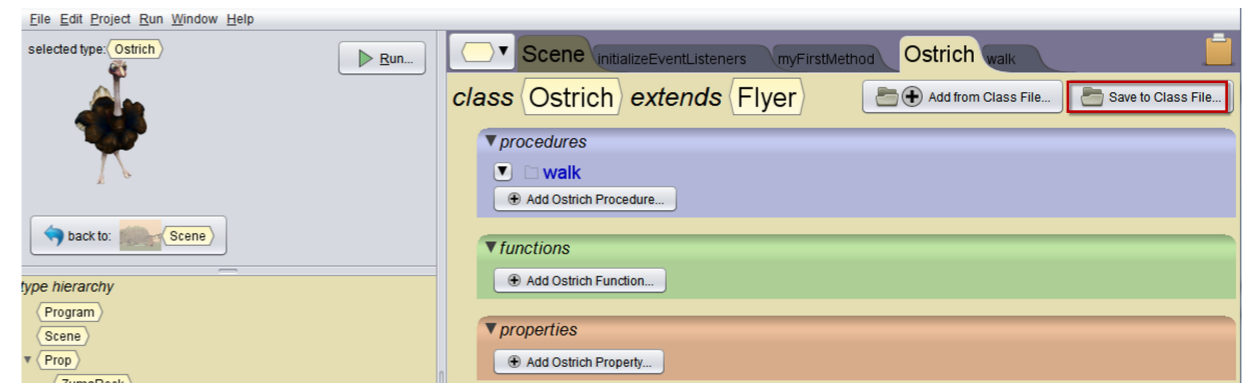 File Edit Project Run Window Help
selected type: Ostrich
Run...
back to: Scene
type hierarchy
Program
Scene
Prop
Scene initializeEventListeners myFirstMethod Ostrich walk
class Ostrich extends Flyer
Add from Class File...
Save to Class File...
procedures
walk
Add Ostrich Procedure...
functions
Add Ostrich Function...
properties
Add Ostrich Property...